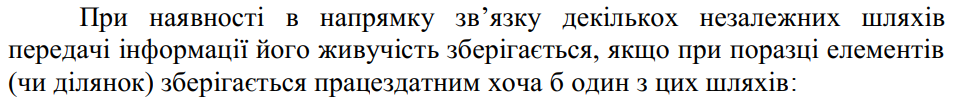 При наявності в напрямку зв’язку декількох незалежних шляхів
передачі інформації його живучість зберігається, якщо при поразці елементів
(чи ділянок) зберігається працездатним хоча б один з цих шляхів: